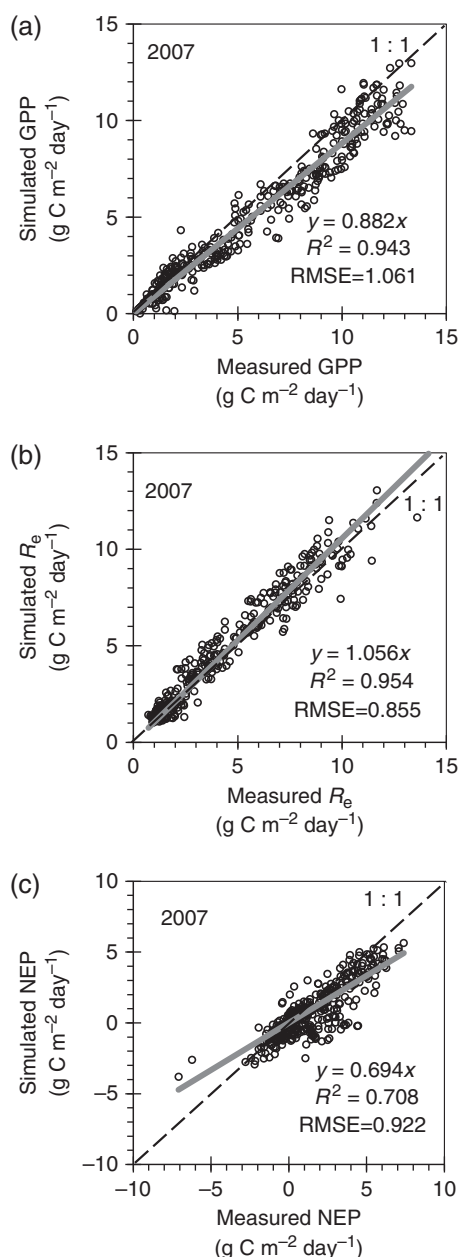 (a)
15
2007
1 : 1
10
5
0
Simulated GPP
(g C m⁻² day⁻¹)
y = 0.882x
R² = 0.943
RMSE=1.061
0 5 10 15
Measured GPP
(g C m⁻² day⁻¹)
(b)
15
2007
1 : 1
10
5
0
Simulated Rₑ
(g C m⁻² day⁻¹)
y = 1.056x
R² = 0.954
RMSE=0.855
0 5 10 15
Measured Rₑ
(g C m⁻² day⁻¹)
(c)
10
2007
1 : 1
5
0
−5
−10
Simulated NEP
(g C m⁻² day⁻¹)
y = 0.694x
R² = 0.708
RMSE=0.922
−10 −5 0 5 10
Measured NEP
(g C m⁻² day⁻¹)